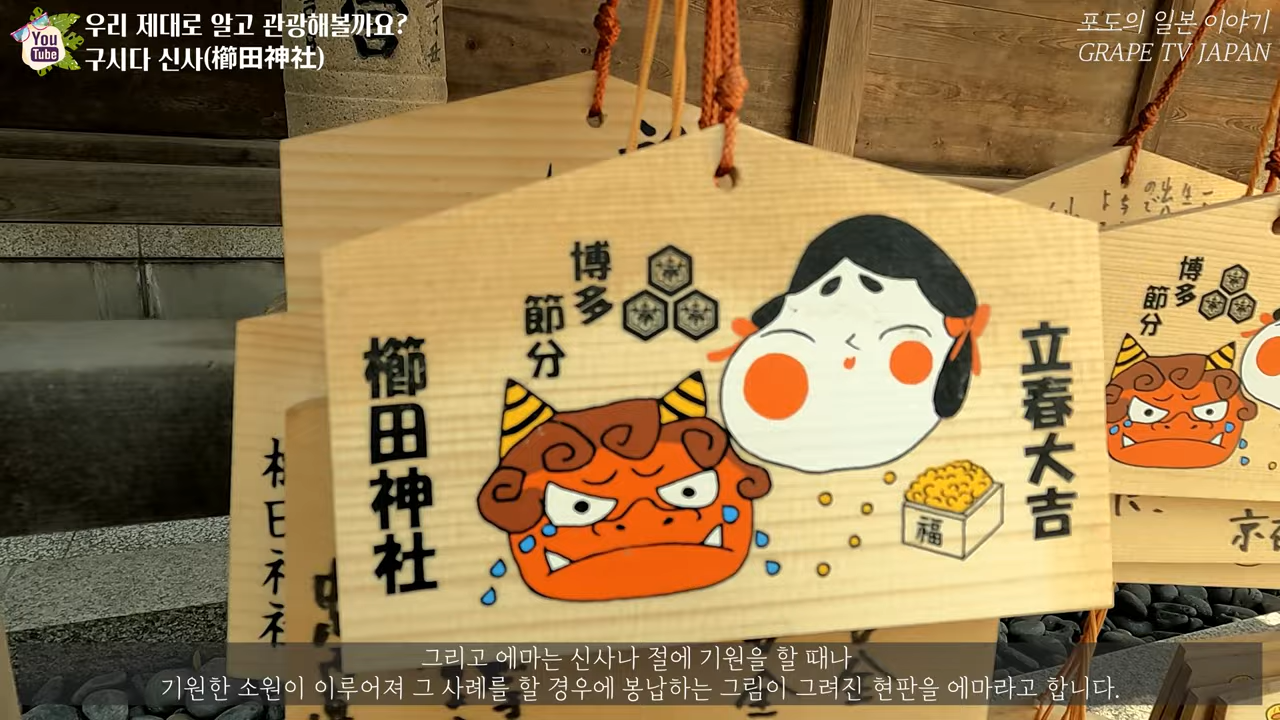 우리 제대로 알고 관광해볼까요?
구시다 신사(櫛田神社)
You
Tube
포도의 일본 이야기
GRAPE TV JAPAN
立春大吉
博多
節分
櫛田神社
福
博多
節分
그리고 에마는 신사나 절에 기원을 할 때나
기원한 소원이 이루어져 그 사례를 할 경우에 봉납하는 그림이 그려진 현판을 에마라고 합니다.